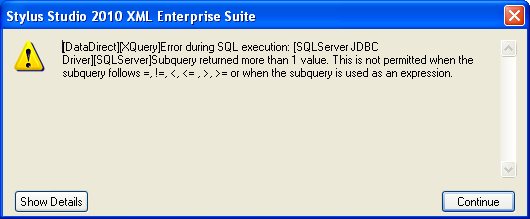 Stylus Studio 2010 XML Enterprise Suite
[DataDirect][XQuery]Error during SQL execution: [SQLServer JDBC
Driver][SQLServer]Subquery returned more than 1 value. This is not permitted when the
subquery follows =, !=, <, <= , >, >= or when the subquery is used as an expression.
Show Details
Continue